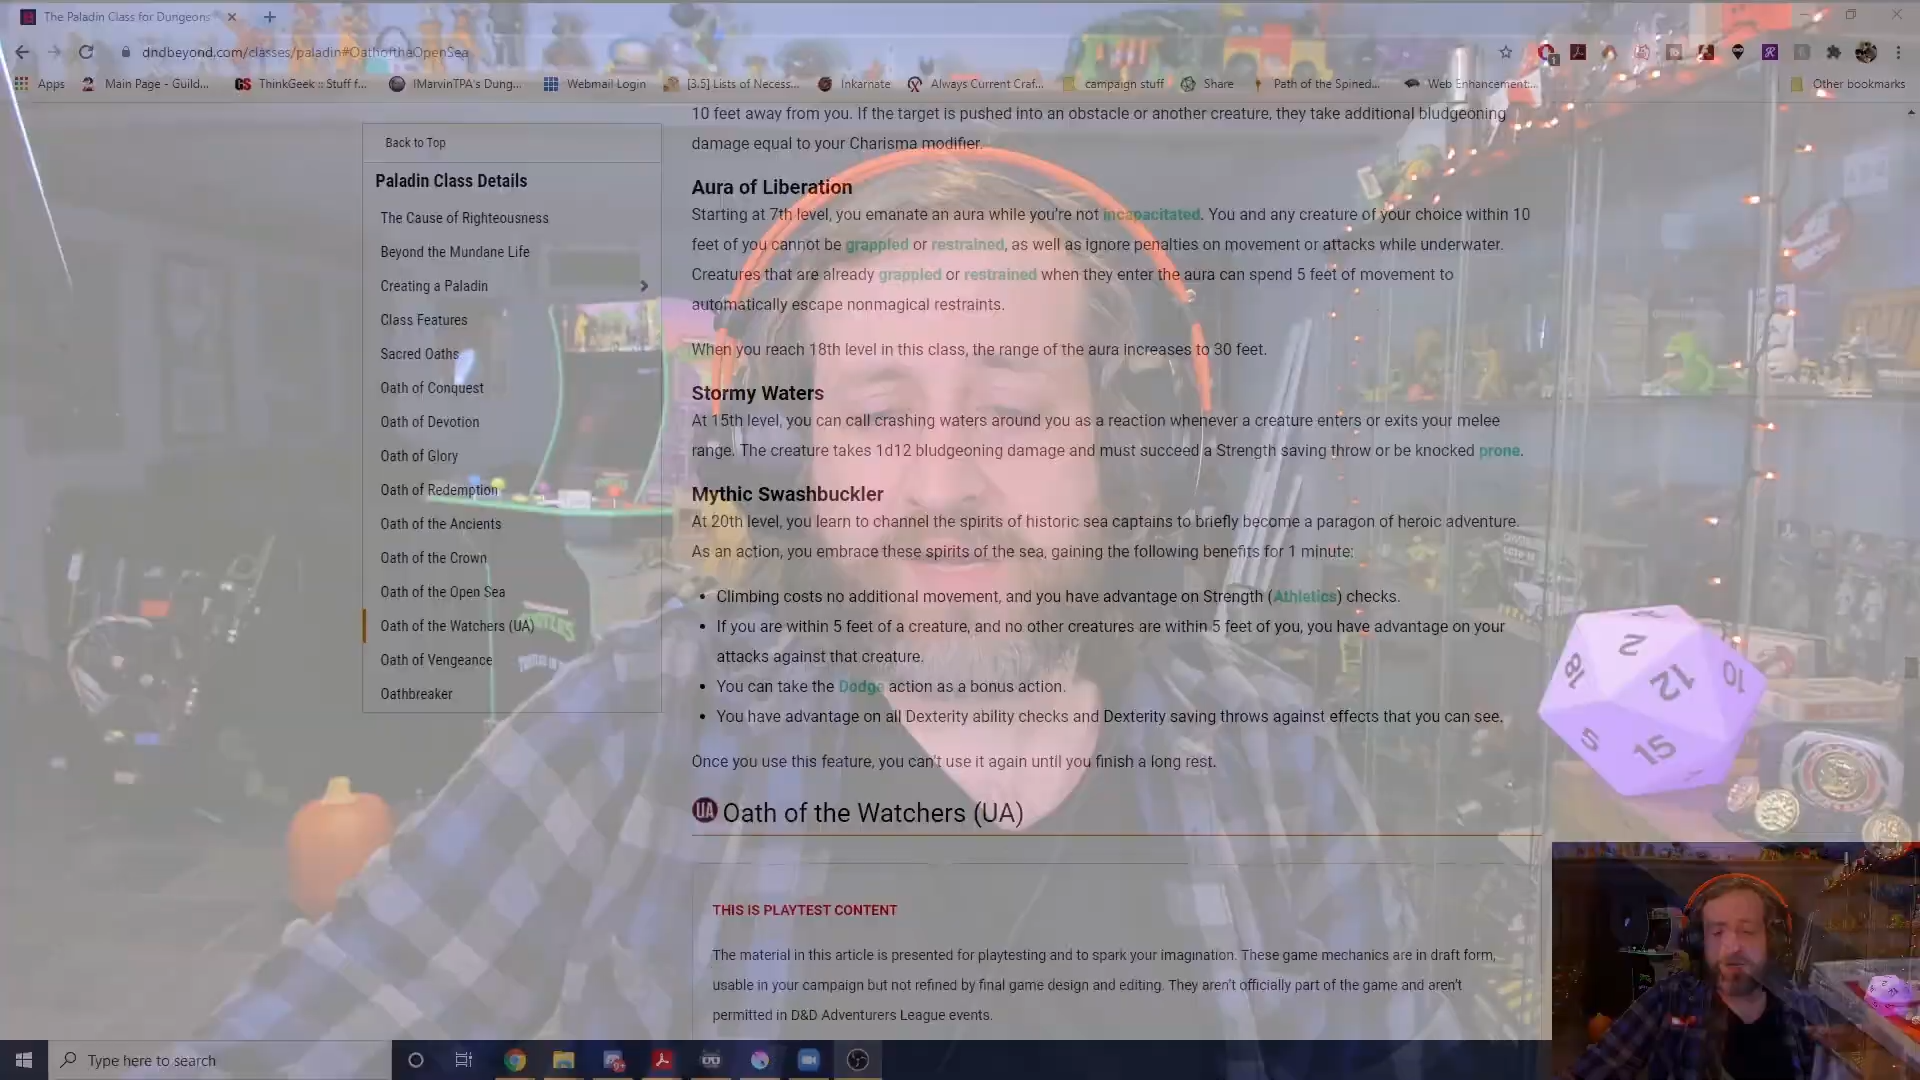 The Paladin Class for Dungeons
dndbeyond.com/classes/paladin#OathoftheOpenSea
Apps
Main Page - Guild...
ThinkGeek :: Stuff f...
IMarvinTPA's Dung...
Webmail Login
[3.5] Lists of Necess...
Inkarnate
Always Current Craf...
campaign stuff
Share
Path of the Spined...
Web Enhancement:...
Other bookmarks
Back to Top
Paladin Class Details
The Cause of Righteousness
Beyond the Mundane Life
Creating a Paladin
Class Features
Sacred Oaths
Oath of Conquest
Oath of Devotion
Oath of Glory
Oath of Redemption
Oath of the Ancients
Oath of the Crown
Oath of the Open Sea
Oath of the Watchers (UA)
Oath of Vengeance
Oathbreaker
10 feet away from you. If the target is pushed into an obstacle or another creature, they take additional bludgeoning
damage equal to your Charisma modifier.
Aura of Liberation
Starting at 7th level, you emanate an aura while you're not incapacitated. You and any creature of your choice within 10
feet of you cannot be grappled or restrained, as well as ignore penalties on movement or attacks while underwater.
Creatures that are already grappled or restrained when they enter the aura can spend 5 feet of movement to
automatically escape nonmagical restraints.
When you reach 18th level in this class, the range of the aura increases to 30 feet.
Stormy Waters
At 15th level, you can call crashing waters around you as a reaction whenever a creature enters or exits your melee
range. The creature takes 1d12 bludgeoning damage and must succeed a Strength saving throw or be knocked prone.
Mythic Swashbuckler
At 20th level, you learn to channel the spirits of historic sea captains to briefly become a paragon of heroic adventure.
As an action, you embrace these spirits of the sea, gaining the following benefits for 1 minute:
• Climbing costs no additional movement, and you have advantage on Strength (Athletics) checks.
• If you are within 5 feet of a creature, and no other creatures are within 5 feet of you, you have advantage on your
attacks against that creature.
• You can take the Dodge action as a bonus action.
• You have advantage on all Dexterity ability checks and Dexterity saving throws against effects that you can see.
Once you use this feature, you can't use it again until you finish a long rest.
UA Oath of the Watchers (UA)
THIS IS PLAYTEST CONTENT
The material in this article is presented for playtesting and to spark your imagination. These game mechanics are in draft form,
usable in your campaign but not refined by final game design and editing. They aren't officially part of the game and aren't
permitted in D&D Adventurers League events.
2
18
12
10
5
15
Type here to search